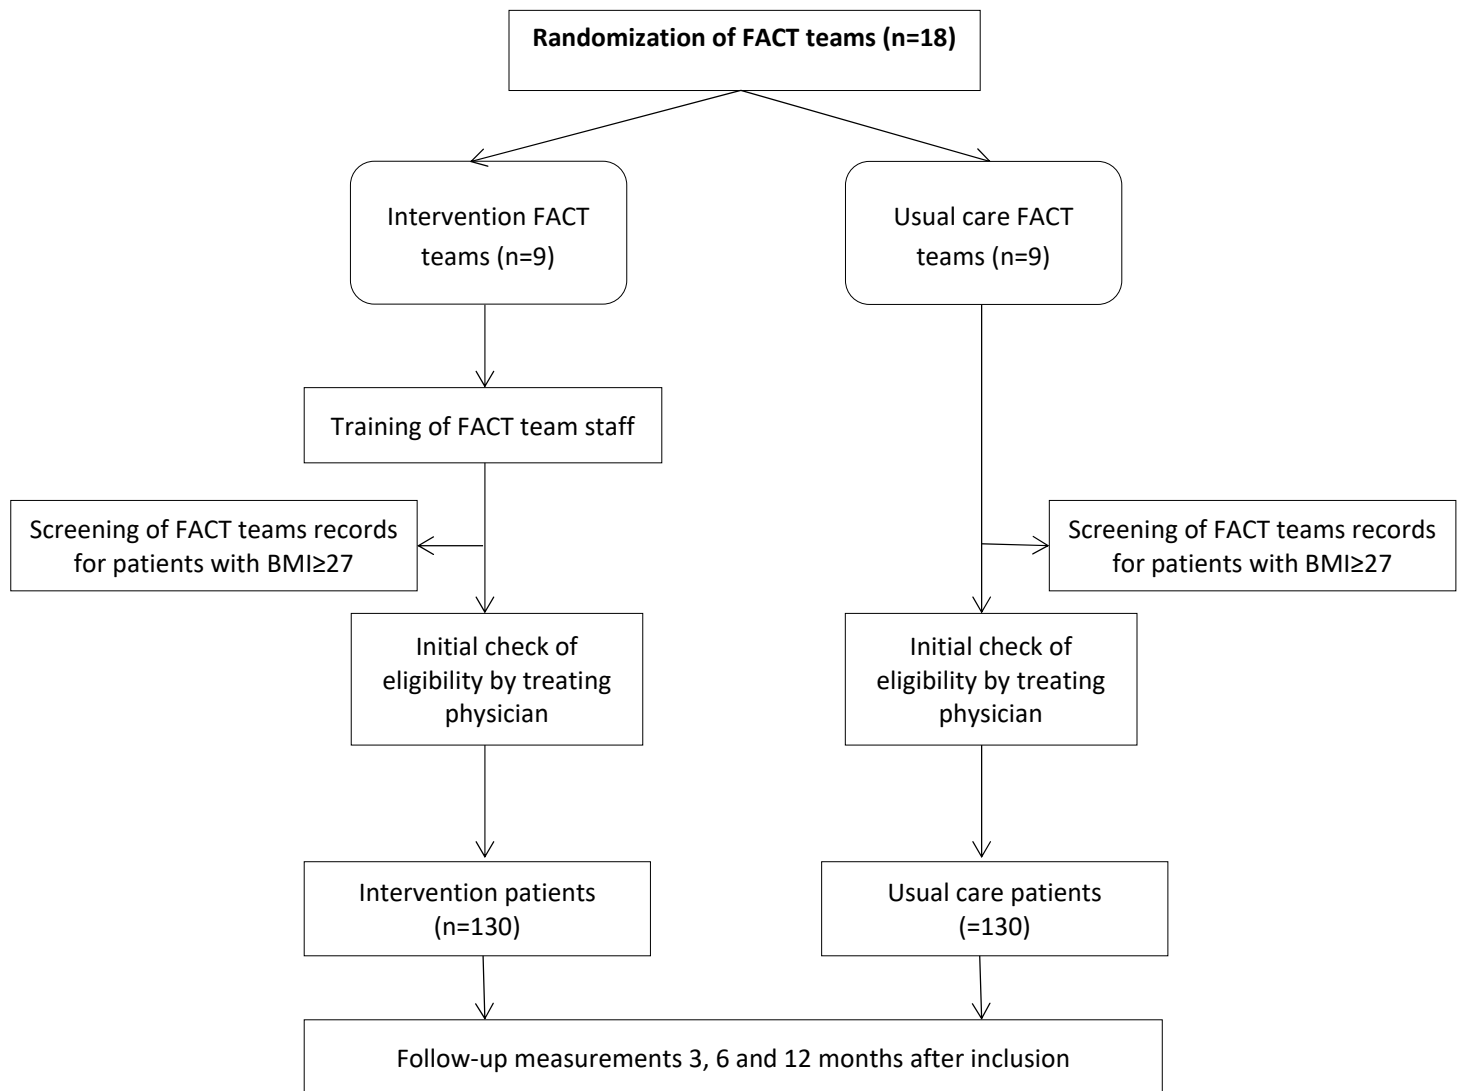 Randomization of FACT teams (n=18)
Intervention FACT
teams (n=9)
Usual care FACT
teams (n=9)
Training of FACT team staff
Screening of FACT teams records
for patients with BMI≥27
Screening of FACT teams records
for patients with BMI≥27
Initial check of
eligibility by treating
physician
Initial check of
eligibility by treating
physician
Intervention patients
(n=130)
Usual care patients
(=130)
Follow-up measurements 3, 6 and 12 months after inclusion